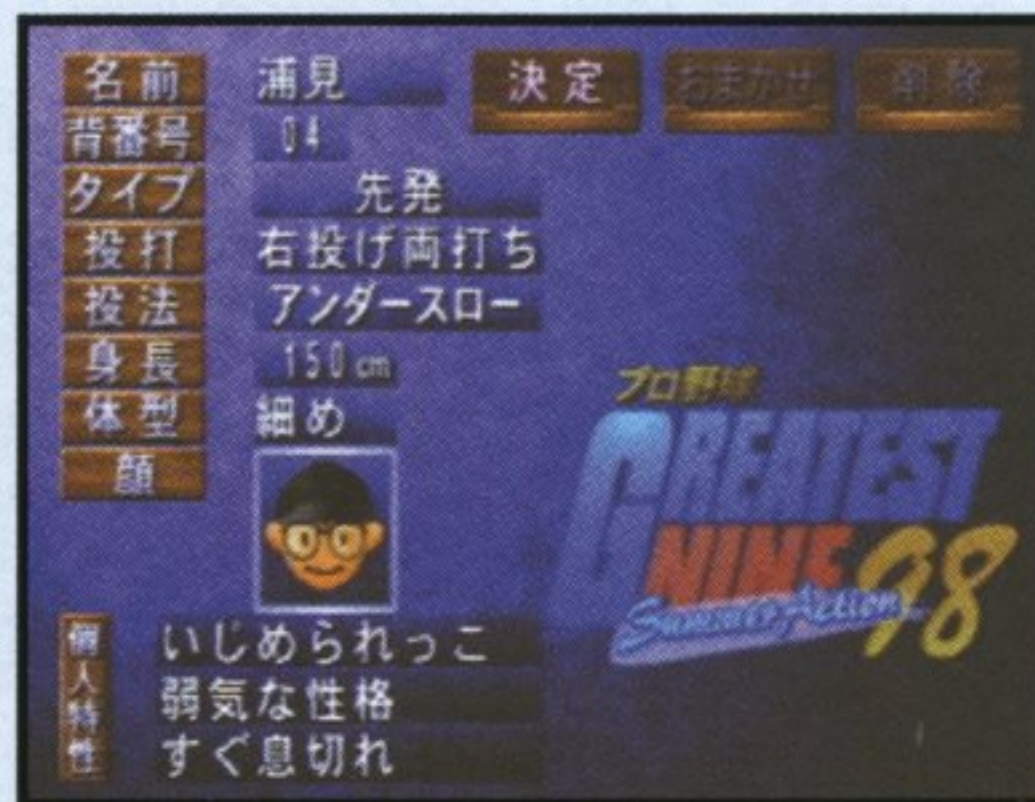 名前 浦見 決定 おまかせ 削除
背番号 04
タイプ 先発
投打 右投げ両打ち
投法 アンダースロー
身長 150cm
体型 細め
顔
プロ野球
GREATEST
NINE 98
Summer Action
個人特性
いじめられっこ
弱気な性格
すぐ息切れ